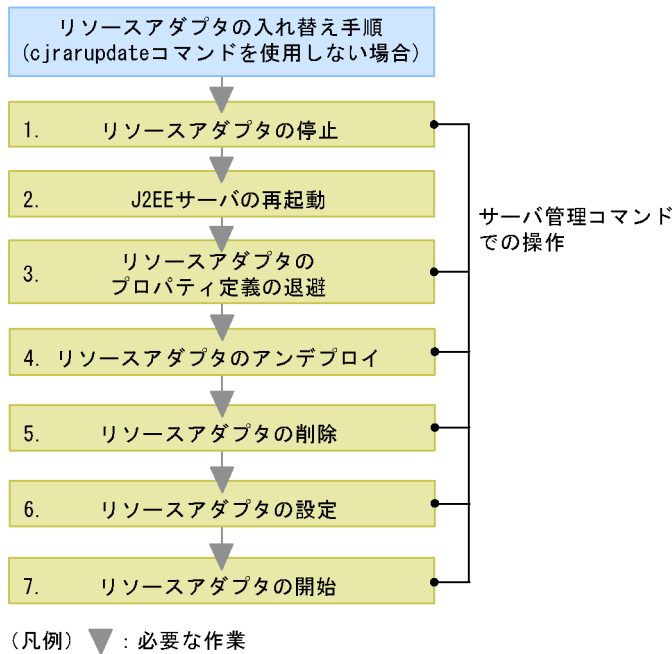 リソースアダプタの入れ替え手順
(cjrarupdateコマンドを使用しない場合)
1. リソースアダプタの停止
2. J2EEサーバの再起動
3. リソースアダプタの
プロパティ定義の退避
4. リソースアダプタのアンデプロイ
5. リソースアダプタの削除
6. リソースアダプタの設定
7. リソースアダプタの開始
サーバ管理コマンド
での操作
(凡例) ▼ : 必要な作業